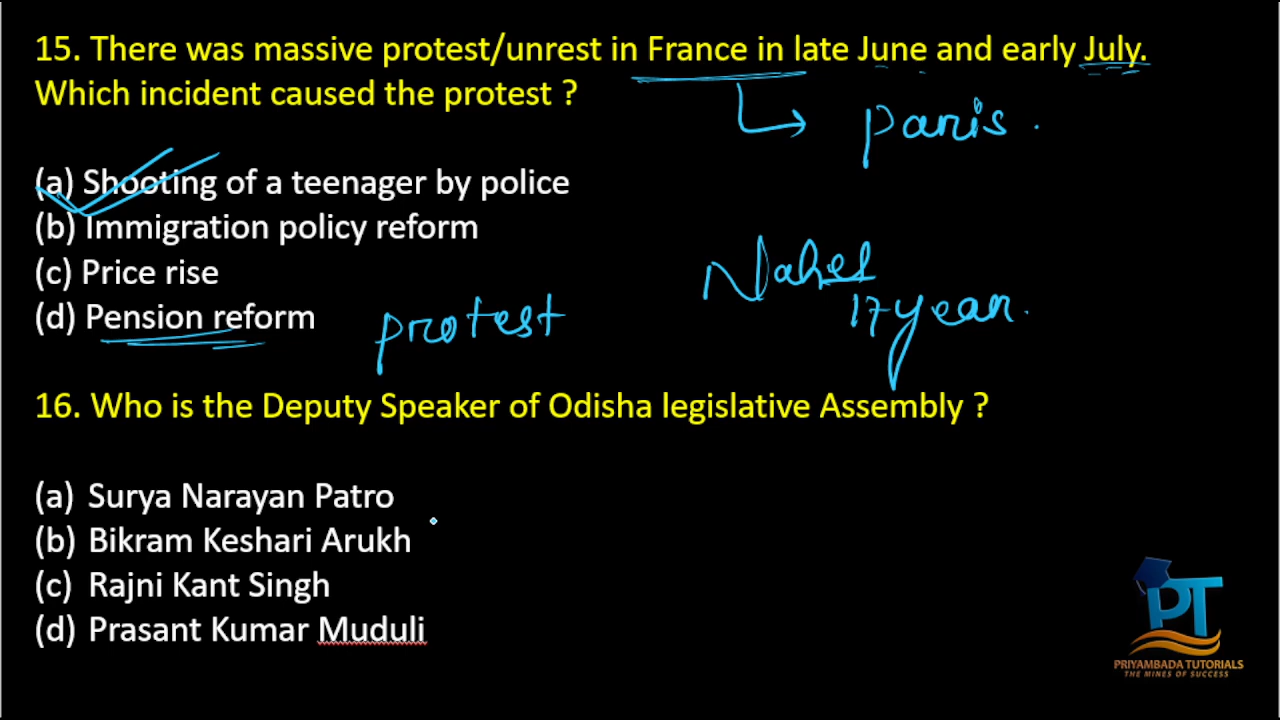 15. There was massive protest/unrest in France in late June and early July.
Which incident caused the protest ?
Paris.
(a) Shooting of a teenager by police
(b) Immigration policy reform
(c) Price rise
(d) Pension reform
protest
Nahel
17 year.
16. Who is the Deputy Speaker of Odisha legislative Assembly ?
(a) Surya Narayan Patro
(b) Bikram Keshari Arukh
(c) Rajni Kant Singh
(d) Prasant Kumar Muduli
PT
PRIYAMBADA TUTORIALS
THE MINES OF SUCCESS